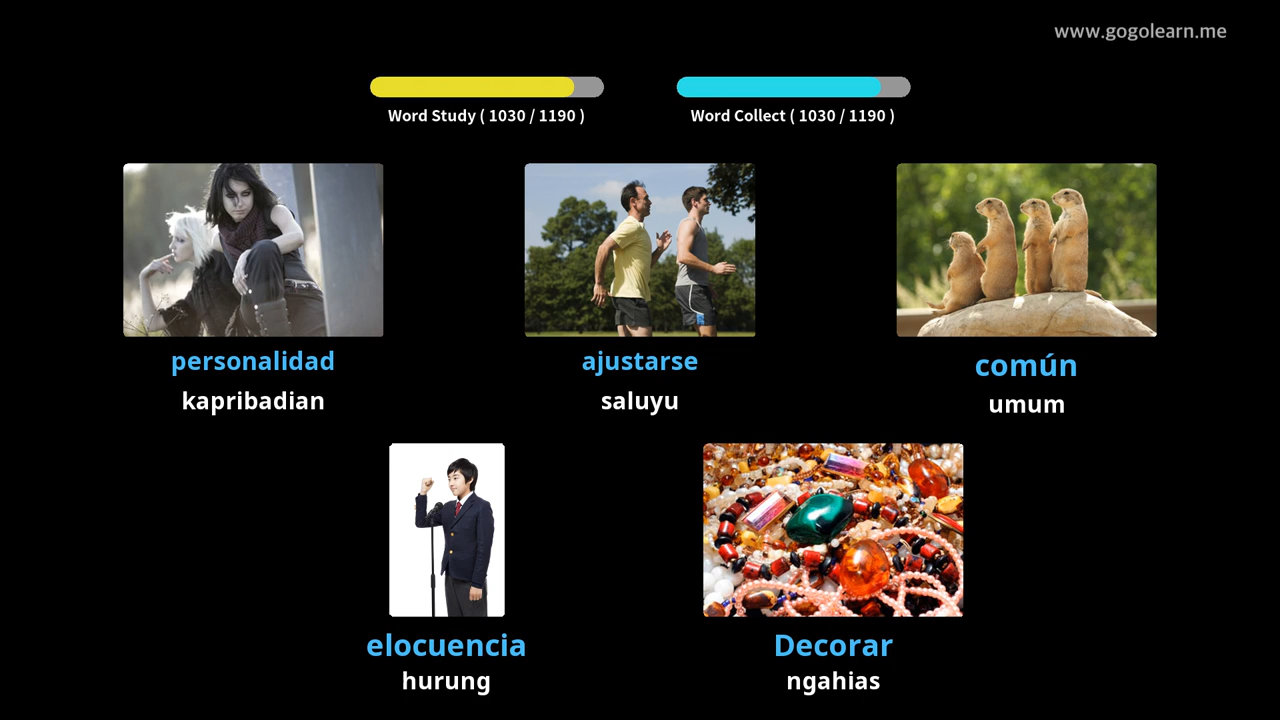 www.gogolearn.me
Word Study ( 1030 / 1190 )
Word Collect ( 1030 / 1190 )
personalidad
kapribadian
ajustarse
saluyu
común
umum
elocuencia
hurung
Decorar
ngahias